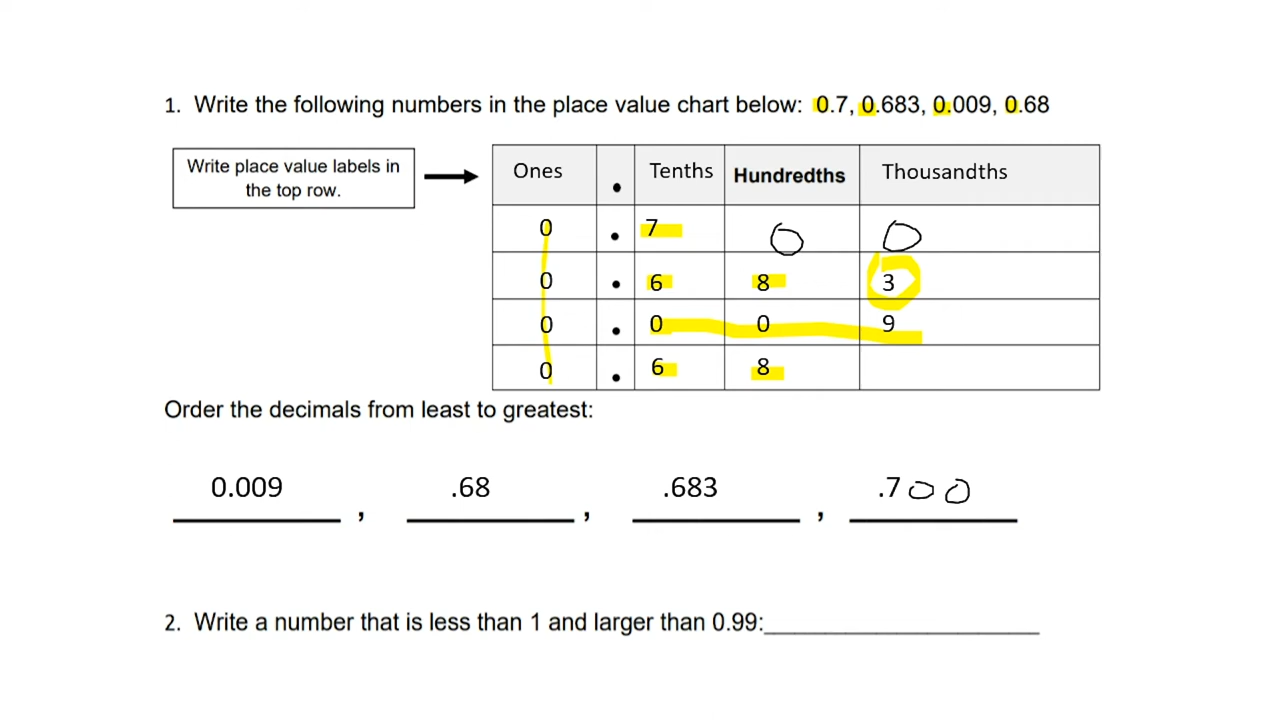 1. Write the following numbers in the place value chart below: 0.7, 0.683, 0.009, 0.68
Write place value labels in
the top row.
Ones . Tenths Hundredths Thousandths
0 . 7 0 0
0 . 6 8 3
0 . 0 0 9
0 . 6 8
Order the decimals from least to greatest:
0.009 , .68 , .683 , .700
2. Write a number that is less than 1 and larger than 0.99: